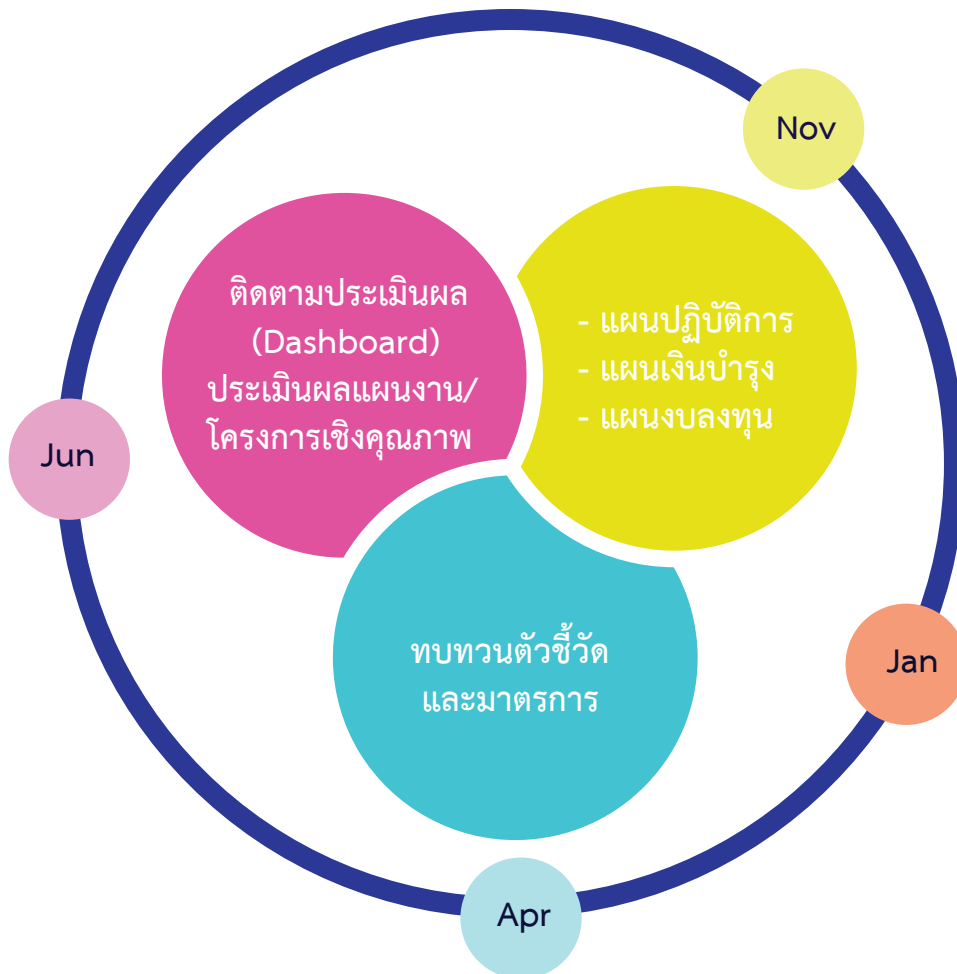 Nov
ติดตามประเมินผล
(Dashboard)
ประเมินผลแผนงาน/
โครงการเชิงคุณภาพ
- แผนปฏิบัติการ
- แผนเงินบำรุง
- แผนงบลงทุน
Jun
ทบทวนตัวชี้วัด
และมาตรการ
Jan
Apr